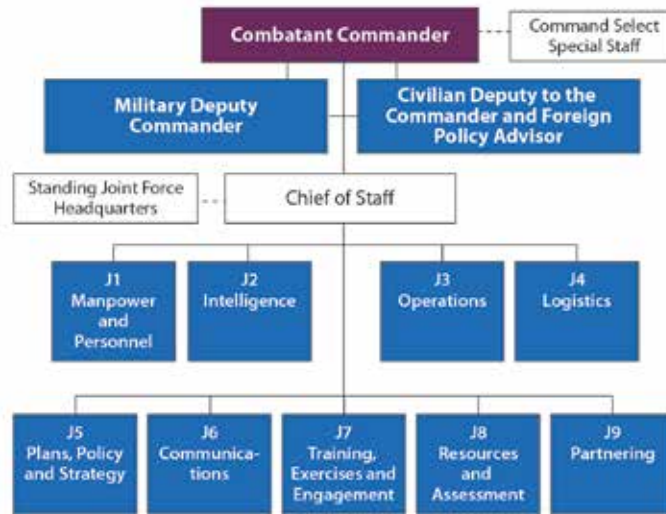 Combatant Commander
Command Select
Special Staff
Military Deputy
Commander
Civilian Deputy to the
Commander and Foreign
Policy Advisor
Standing Joint Force
Headquarters
Chief of Staff
J1
Manpower
and
Personnel
J2
Intelligence
J3
Operations
J4
Logistics
J5
Plans, Policy
and Strategy
J6
Communica-
tions
J7
Training,
Exercises and
Engagement
J8
Resources
and
Assessment
J9
Partnering